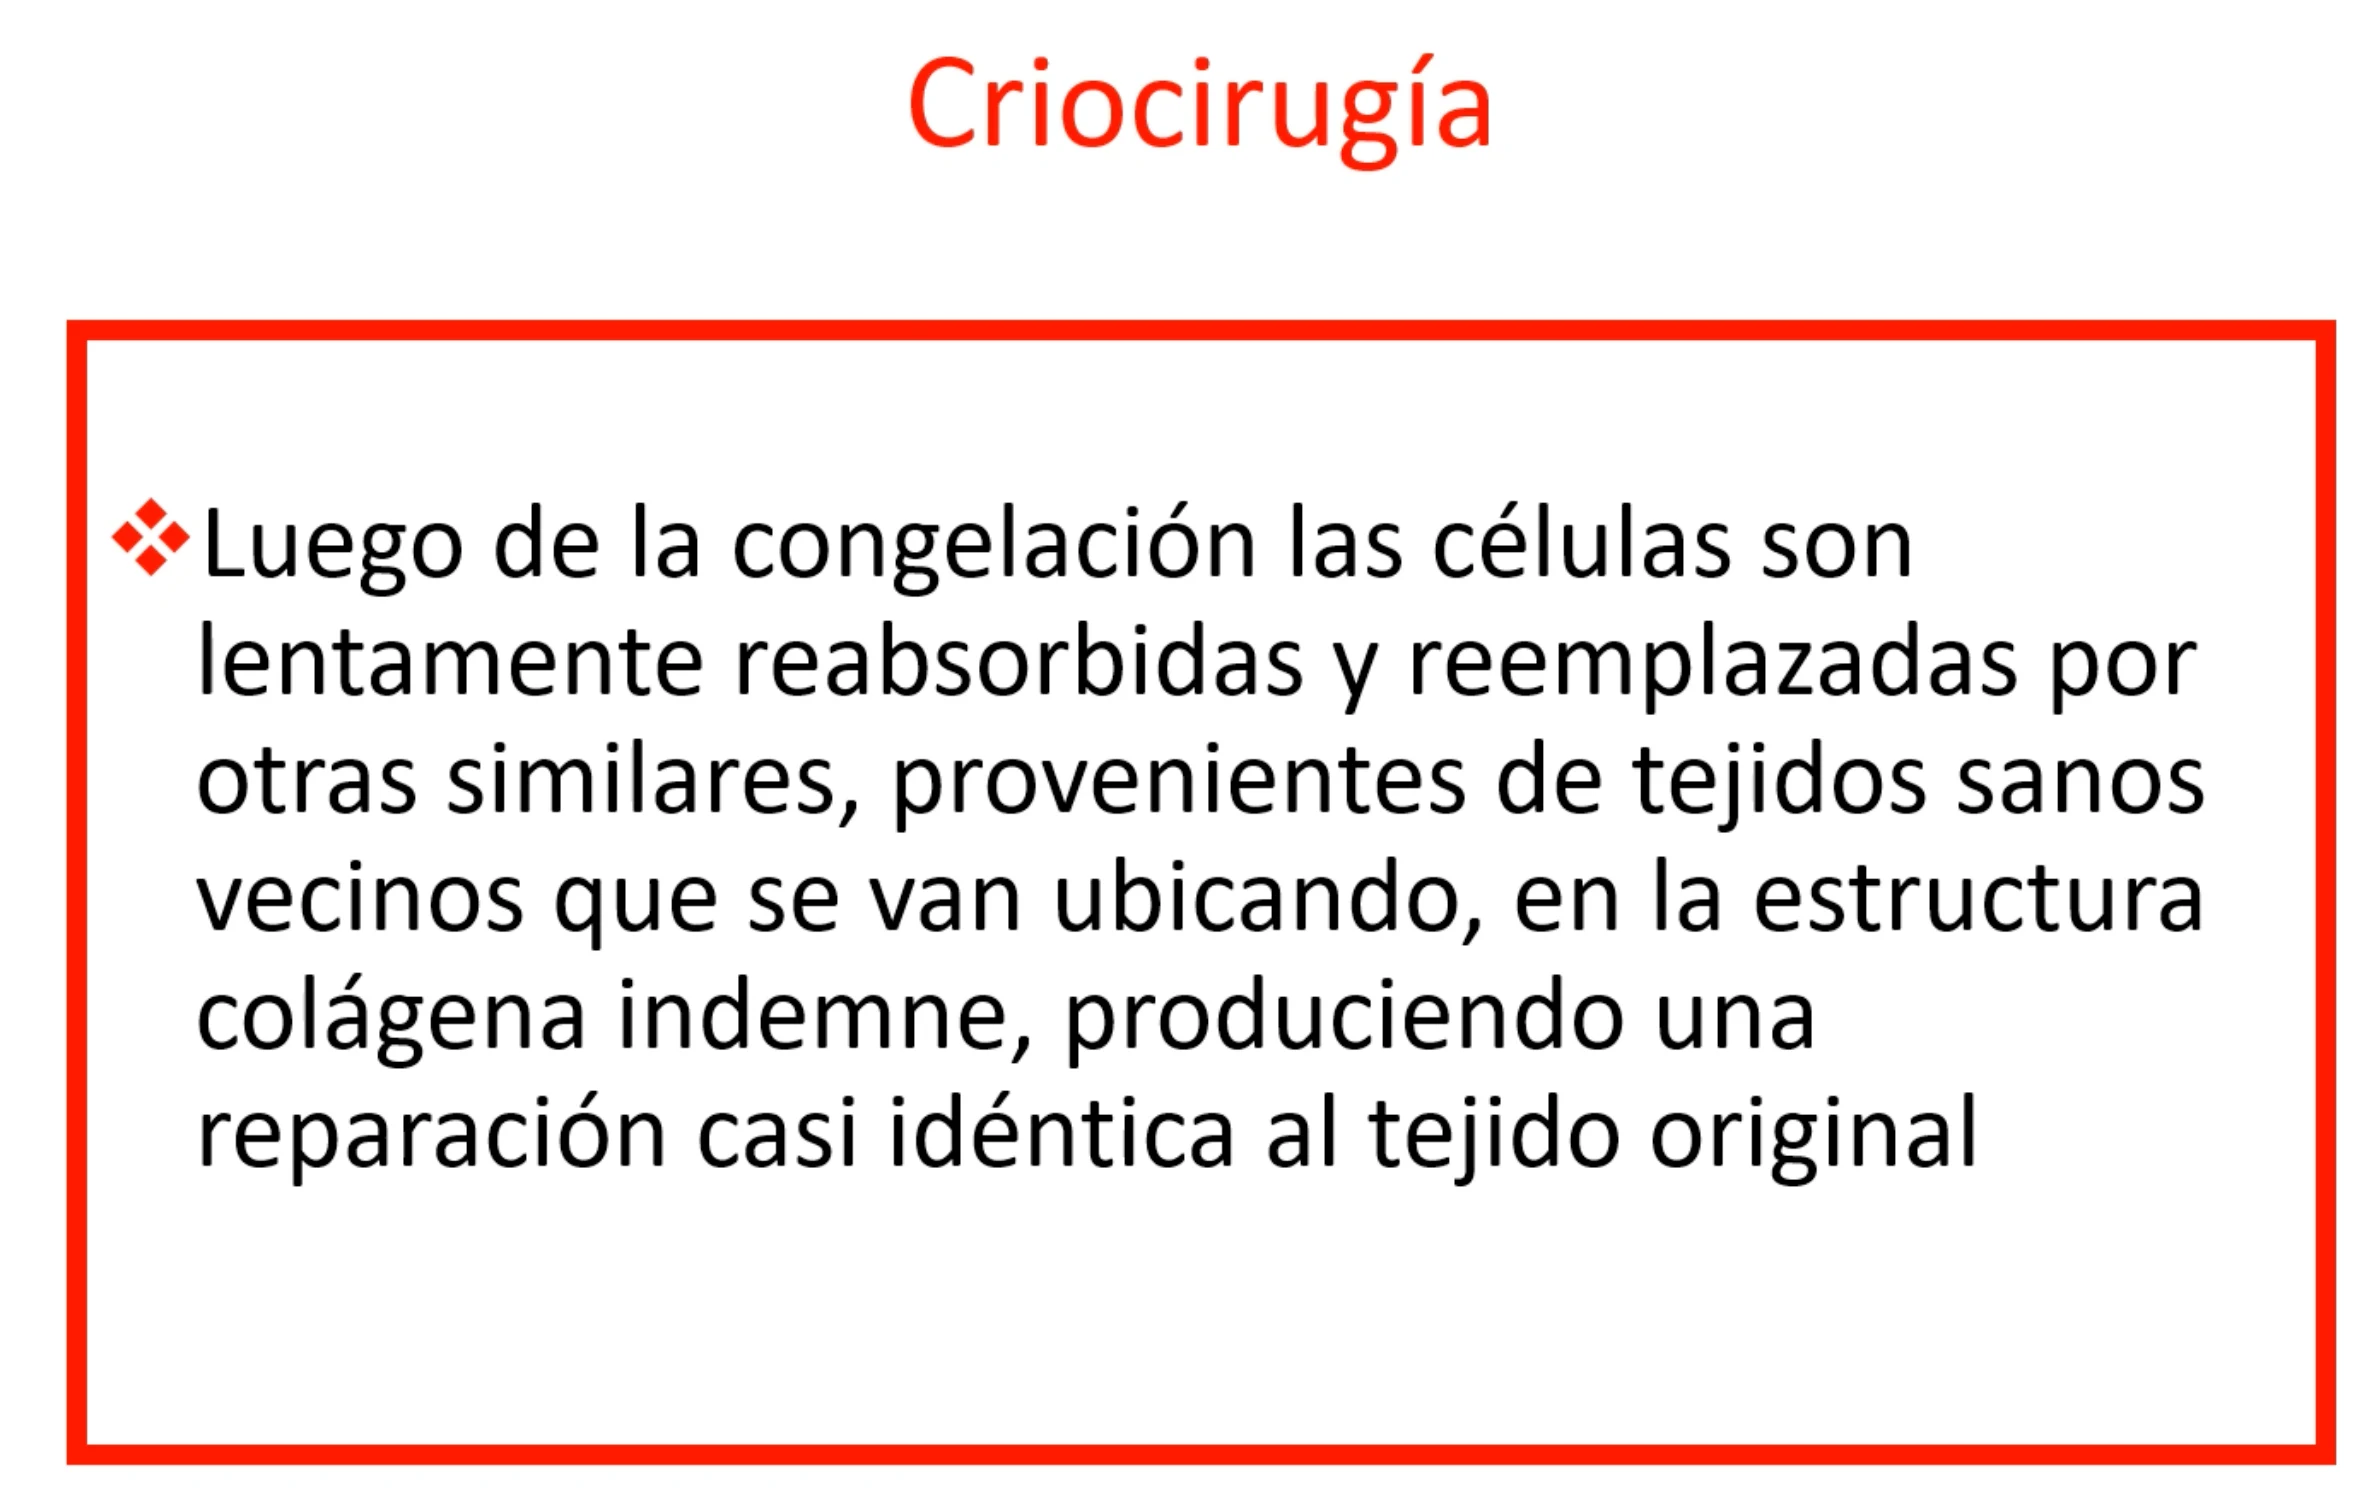 Criocirugía
❖Luego de la congelación las células son
lentamente reabsorbidas y reemplazadas por
otras similares, provenientes de tejidos sanos
vecinos que se van ubicando, en la estructura
colágena indemne, produciendo una
reparación casi idéntica al tejido original